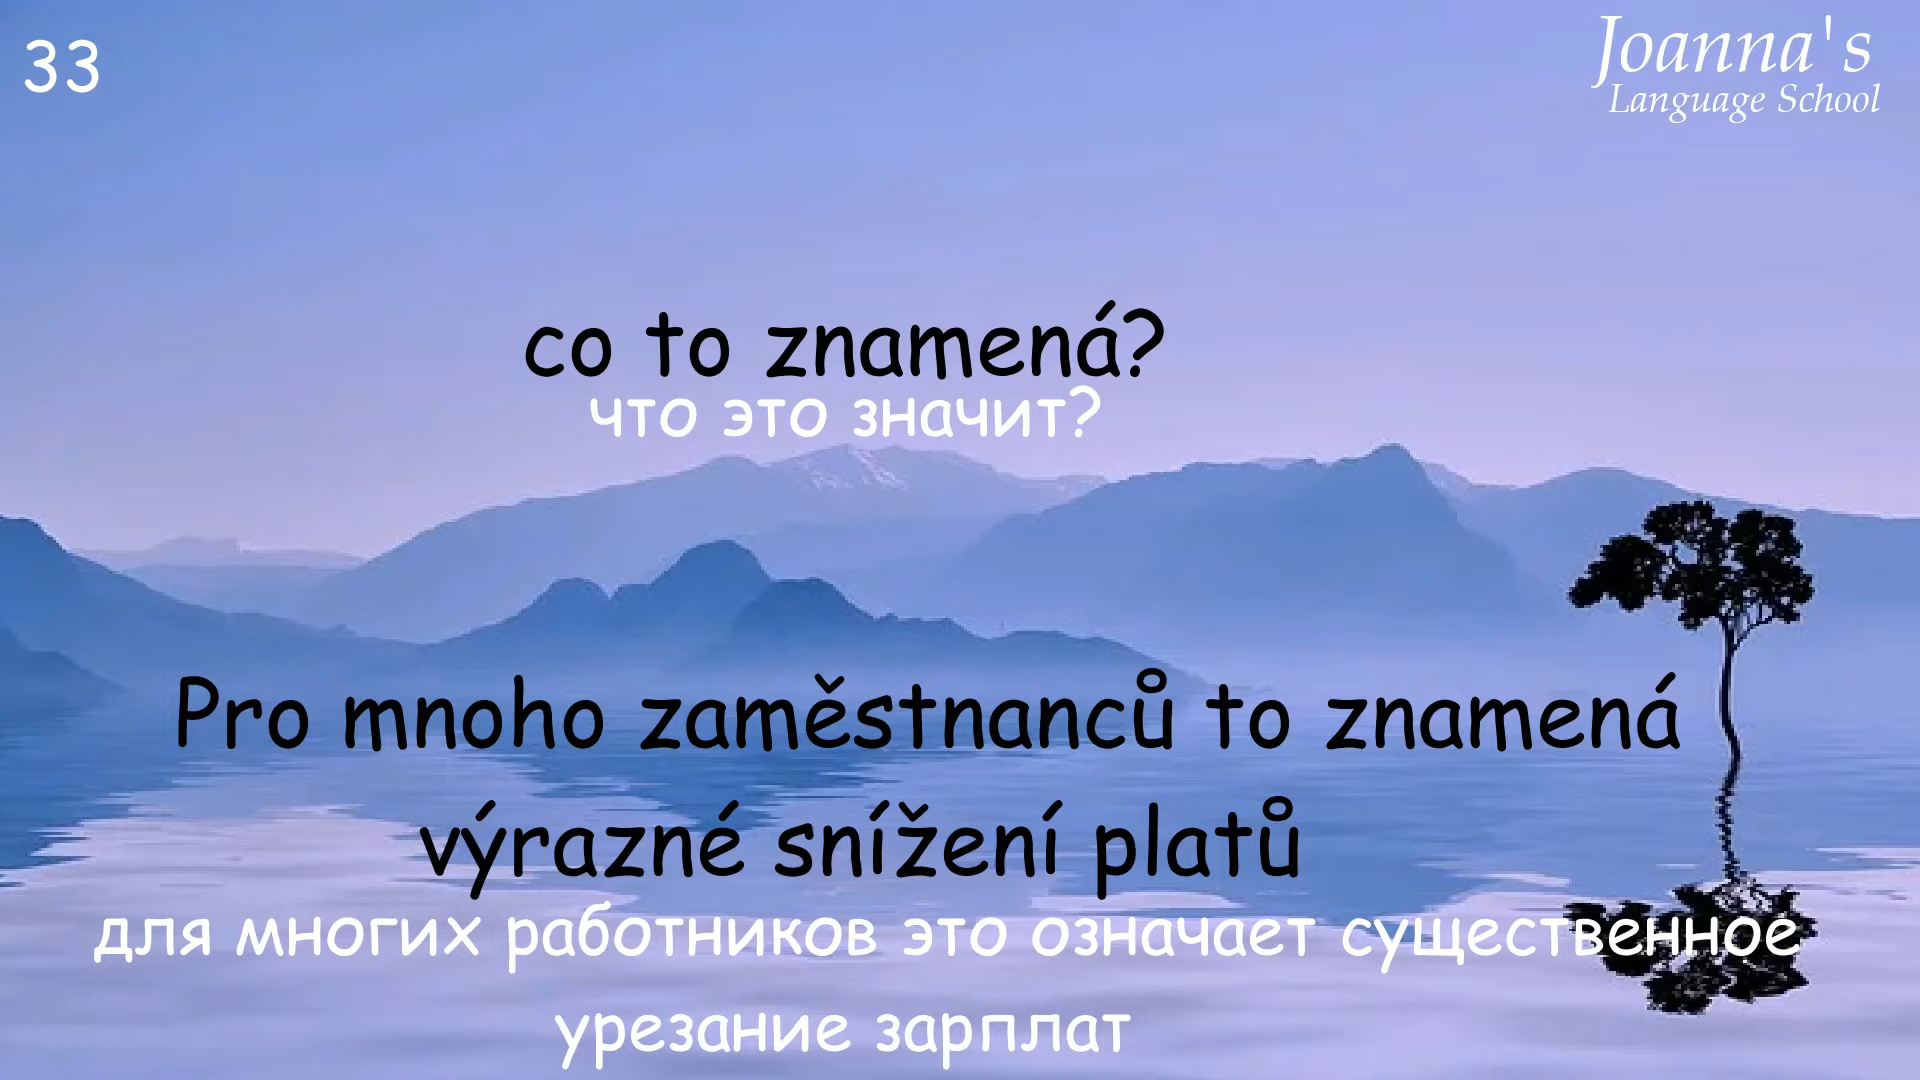 33
Joanna's
Language School
co to znamená?
что это значит?
Pro mnoho zaměstnanců to znamená
výrazné snížení platů
для многих работников это означает существенное
урезание зарплат